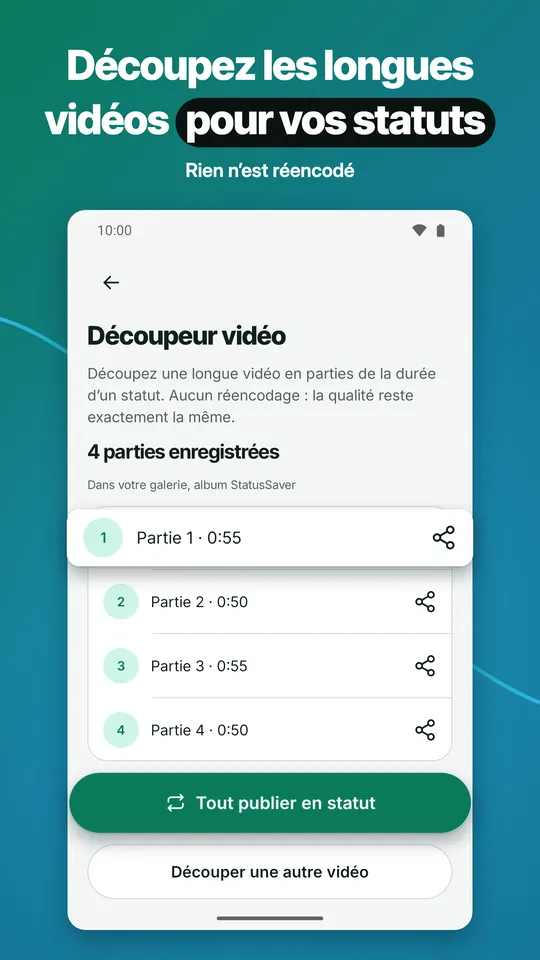 Découpez les longues
vidéos pour vos statuts
Rien n’est réencodé
10:00
Découpeur vidéo
Découpez une longue vidéo en parties de la durée
d’un statut. Aucun réencodage : la qualité reste
exactement la même.
4 parties enregistrées
Dans votre galerie, album StatusSaver
1 Partie 1 · 0:55
2 Partie 2 · 0:50
3 Partie 3 · 0:55
4 Partie 4 · 0:50
Tout publier en statut
Découper une autre vidéo